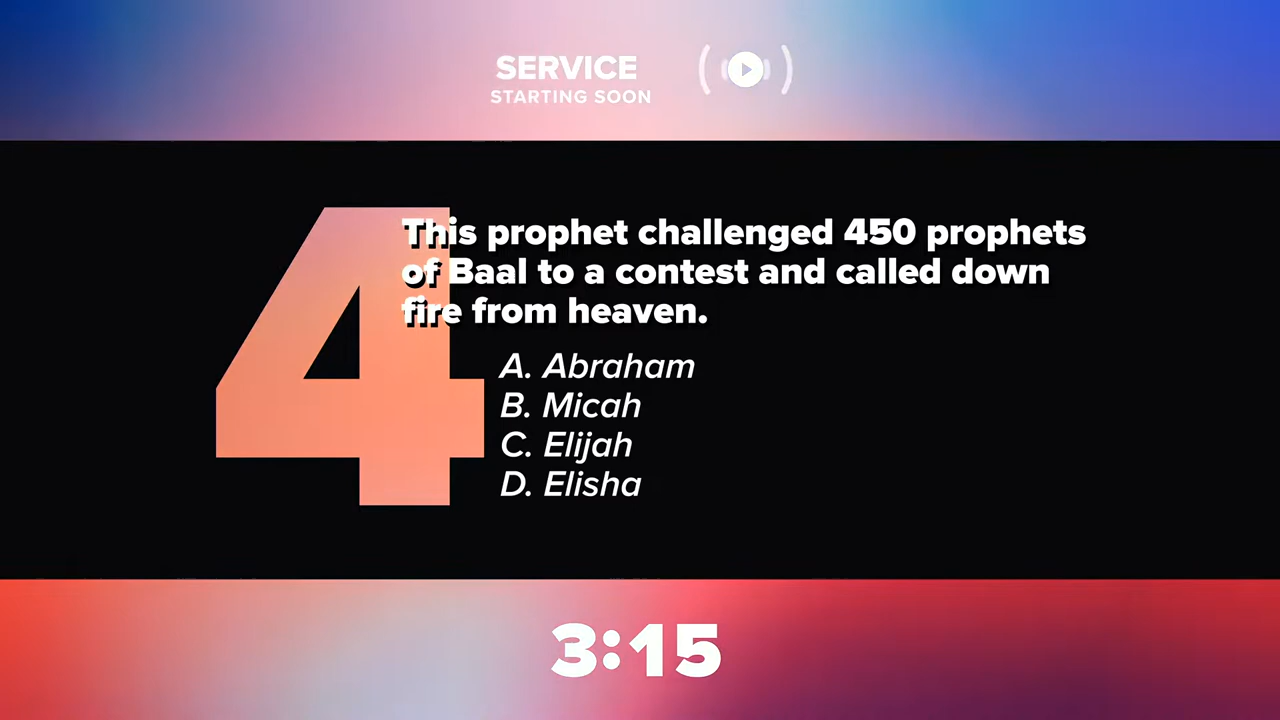 SERVICE
STARTING SOON
4
This prophet challenged 450 prophets
of Baal to a contest and called down
fire from heaven.
A. Abraham
B. Micah
C. Elijah
D. Elisha
3:15